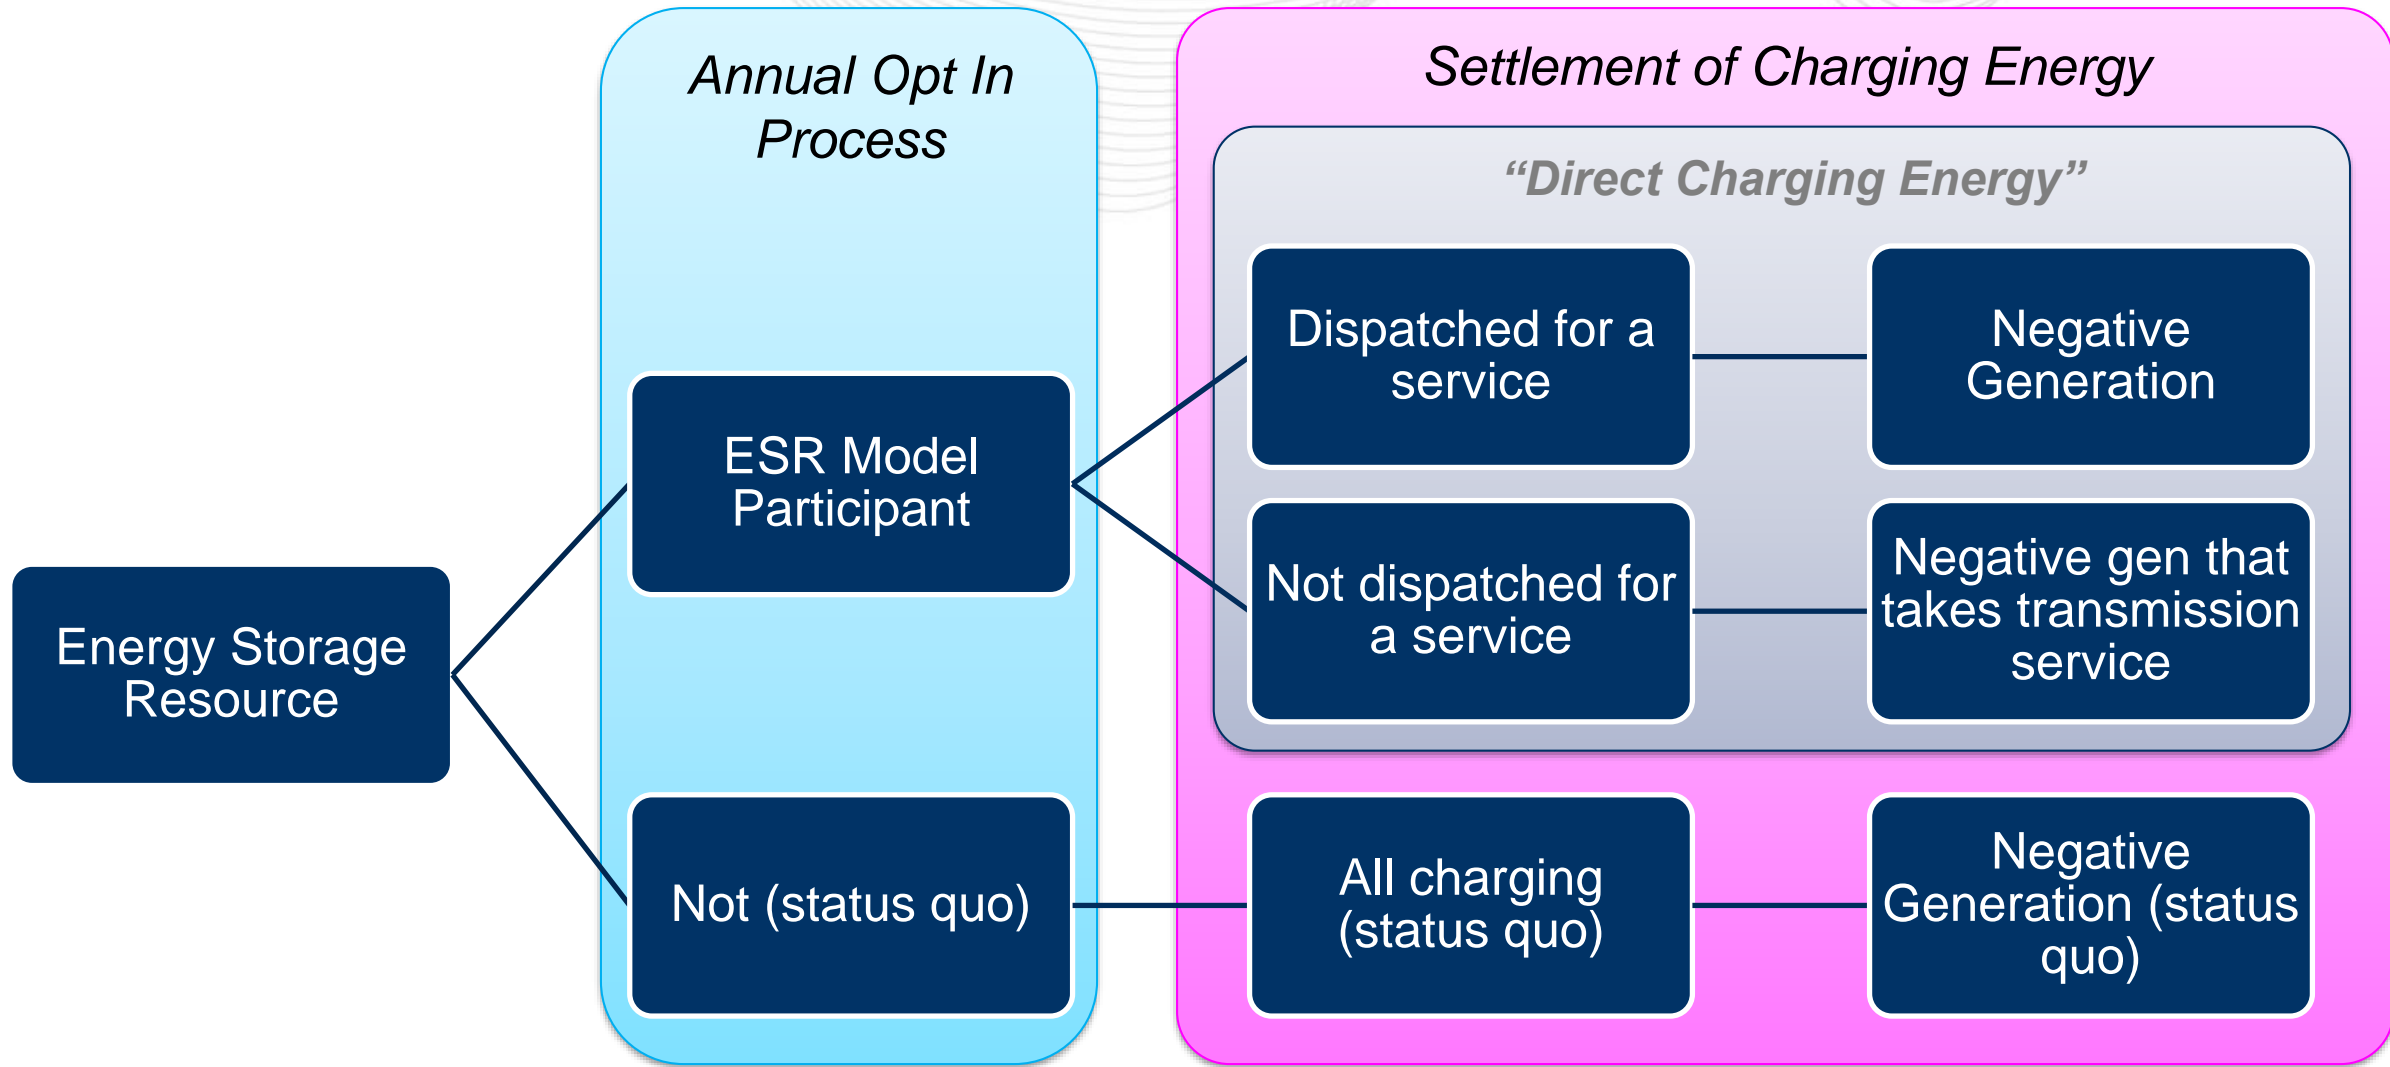 Annual Opt In
Process
Settlement of Charging Energy
“Direct Charging Energy”
Dispatched for a
service
Negative
Generation
ESR Model
Participant
Not dispatched for
a service
Negative gen that
takes transmission
service
Energy Storage
Resource
Not (status quo)
All charging
(status quo)
Negative
Generation (status
quo)